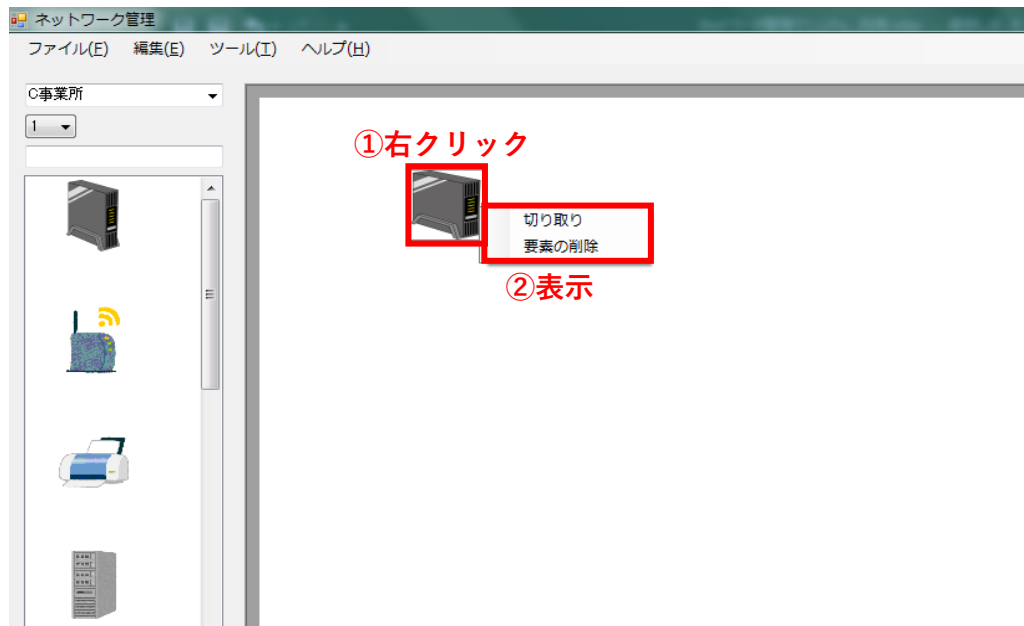 ネットワーク管理
ファイル(F) 編集(E) ツール(T) ヘルプ(H)
C事業所
1
①右クリック
切り取り
要素の削除
②表示